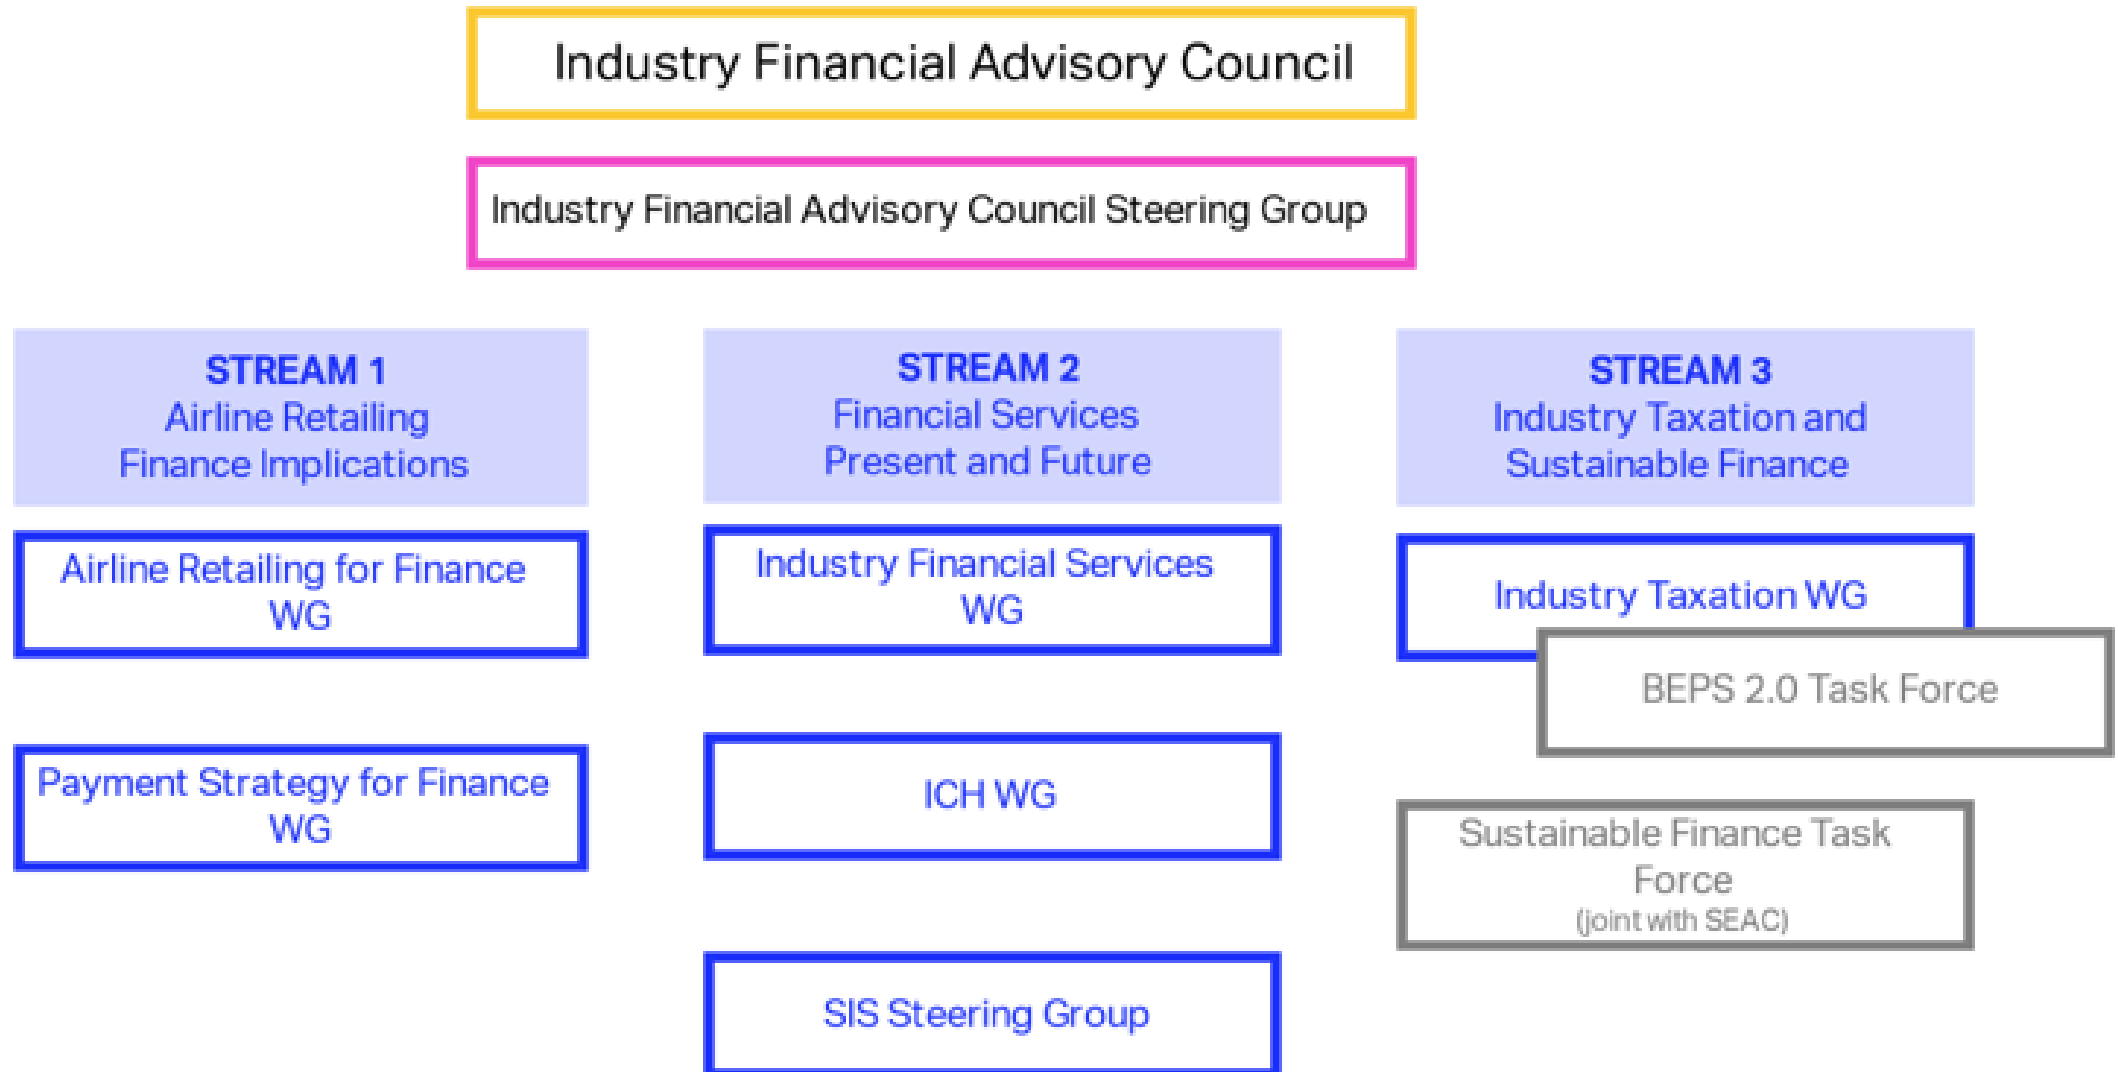 Industry Financial Advisory Council
Industry Financial Advisory Council Steering Group
STREAM 1
Airline Retailing
Finance Implications
Airline Retailing for Finance
WG
Payment Strategy for Finance
WG
STREAM 2
Financial Services
Present and Future
Industry Financial Services
WG
ICH WG
SIS Steering Group
STREAM 3
Industry Taxation and
Sustainable Finance
Industry Taxation WG
BEPS 2.0 Task Force
Sustainable Finance Task
Force
(joint with SEAC)